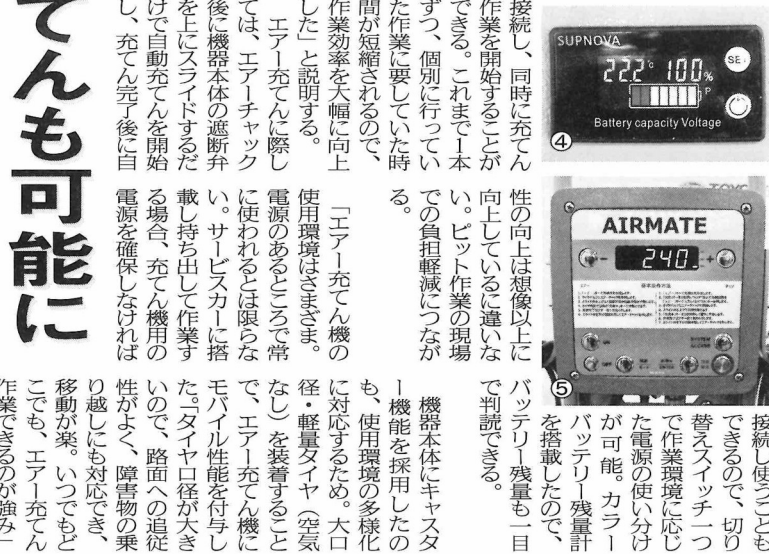 接続し、同時に充てん
作業を開始することが
できる。これまで1本
ずつ、個別に行ってい
た作業に要していた時
間が短縮されるので、
作業効率を大幅に向上
した」と説明する。
エアー充てんに際し
ては、エアーチャック
後に機器本体の遮断弁
を上にスライドするだ
けで自動充てんを開始
し、充てん完了後に自
SUPNOVA
22.2℃ 100%
P
SE
Battery capacity Voltage
④
AIRMATE
240
基本操作方法
ON
OFF
⑤
てんも可能に
性の向上は想像以上に
向上しているに違いな
い。ピット作業の現場
での負担軽減につなが
る。
「エアー充てん機の
使用環境はさまざま。
電源のあるところで常
に使われるとは限らな
い。サービスカーに搭
載し持ち出して作業す
る場合、充てん機用の
電源を確保しなければ
接続し使うことも
できるので、切り
替えスイッチ一つ
で作業環境に応じ
た電源の使い分け
が可能。カラー
バッテリー残量計
を搭載したので、
バッテリー残量も一目
で判読できる。
機器本体にキャスタ
ー機能を採用したの
も、使用環境の多様化
に対応するため。大口
径・軽量タイヤ（空気
なし）を装着すること
で、エアー充てん機に
モバイル性能を付与し
た。「タイヤ口径が大き
いので、路面への追従
性がよく、障害物の乗
り越しにも対応でき、
移動が楽。いつでもど
こでも、エアー充てん
作業できるのが強み」